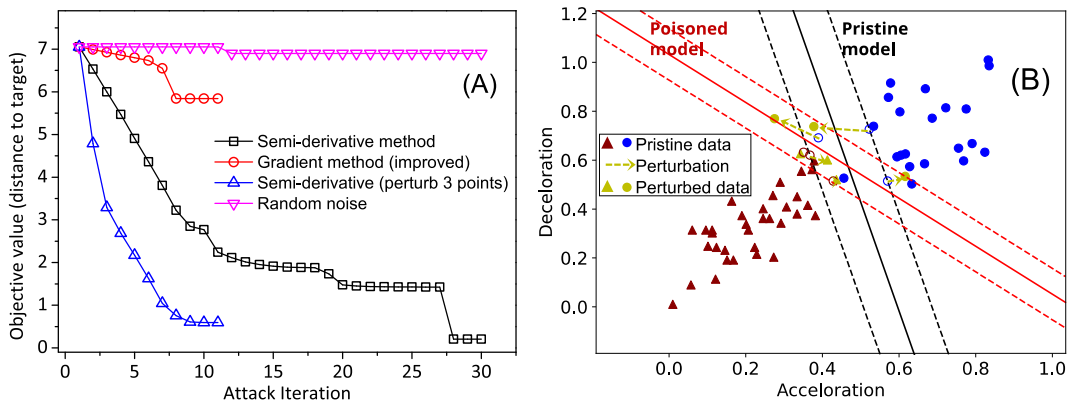 Objective value (distance to target)
7
6
5
4
3
2
1
0
0
5
10
15
20
25
30
Attack Iteration
(A)
Semi-derivative method
Gradient method (improved)
Semi-derivative (perturb 3 points)
Random noise
Deceloration
1.2
1.0
0.8
0.6
0.4
0.2
0.0
0.0
0.2
0.4
0.6
0.8
1.0
Acceloration
Poisoned
model
Pristine
model
(B)
Pristine data
Perturbation
Perturbed data